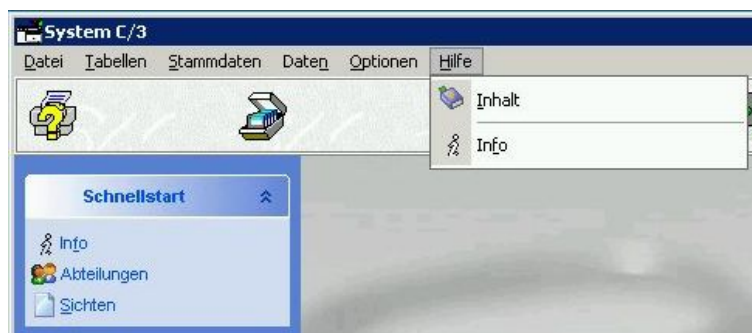 System C/3
Datei Tabellen Stammdaten Daten Optionen Hilfe
Inhalt
Info
Schnellstart
Info
Abteilungen
Sichten